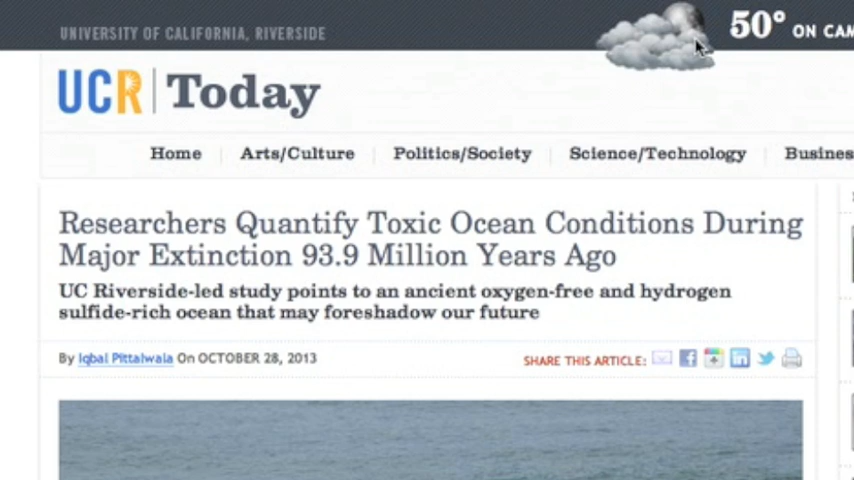 UNIVERSITY OF CALIFORNIA, RIVERSIDE
50° ON CAM
UCR Today
Home Arts/Culture Politics/Society Science/Technology Busines
Researchers Quantify Toxic Ocean Conditions During
Major Extinction 93.9 Million Years Ago
UC Riverside-led study points to an ancient oxygen-free and hydrogen
sulfide-rich ocean that may foreshadow our future
By Iqbal Pittalwala On OCTOBER 28, 2013
SHARE THIS ARTICLE: